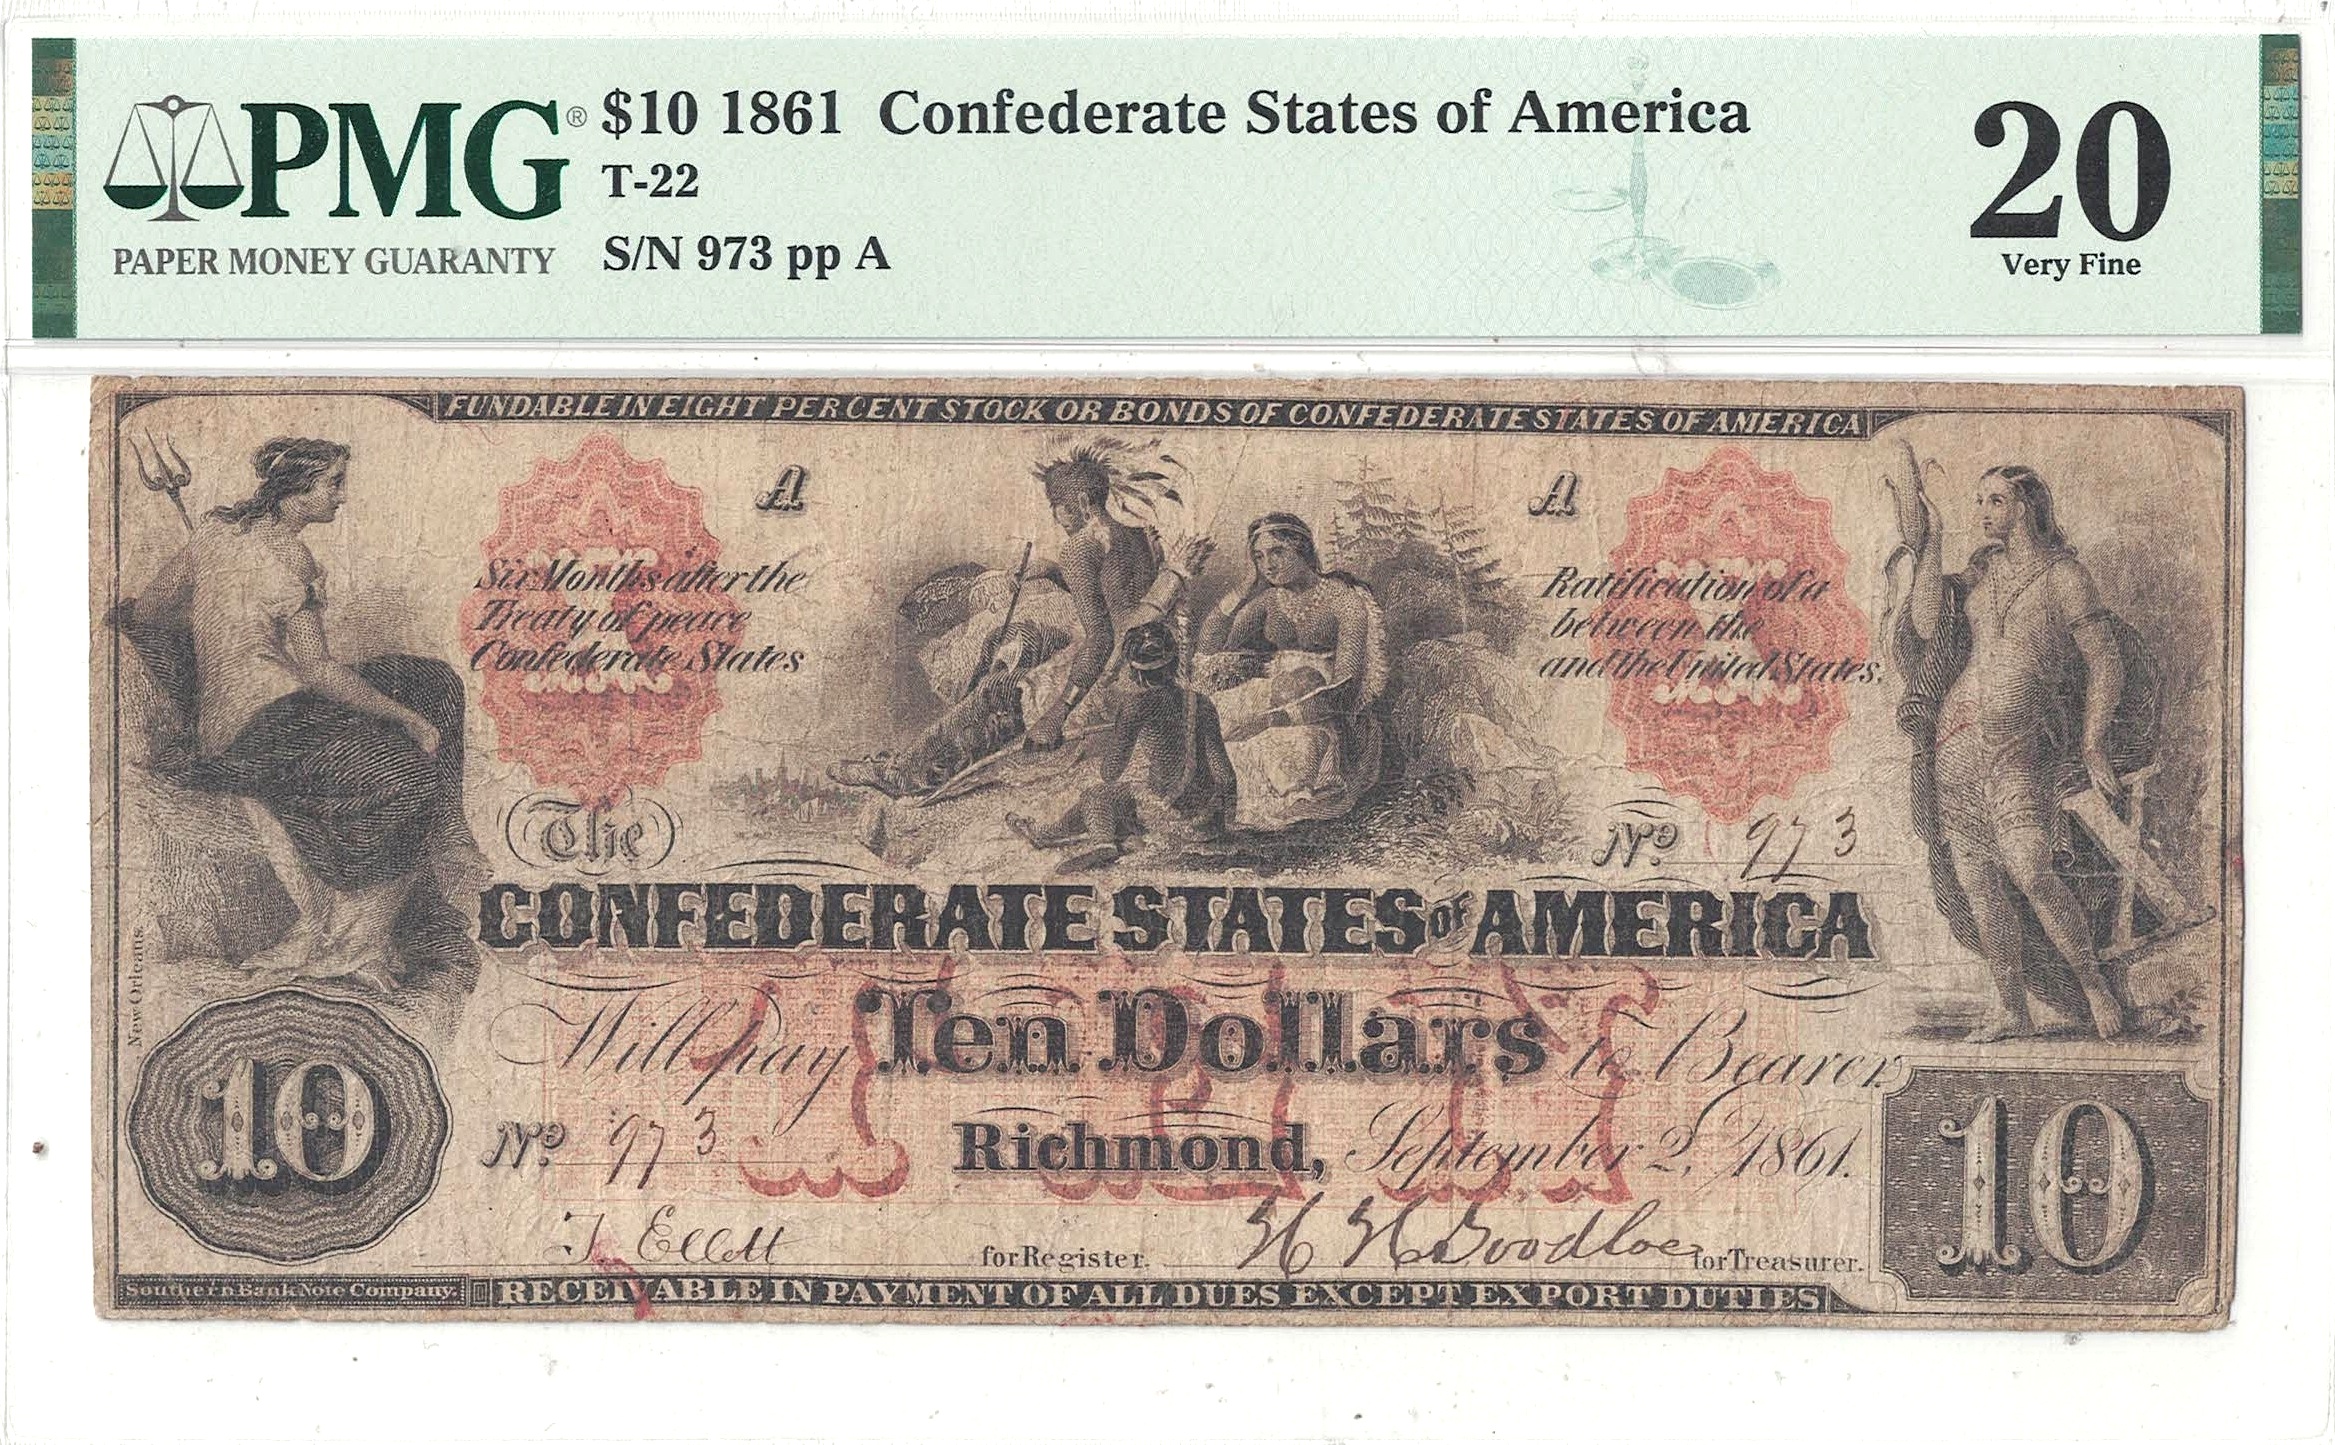 PMG® $10 1861 Confederate States of America 20
T-22
PAPER MONEY GUARANTY S/N 973 pp A Very Fine
FUNDABLE IN EIGHT PER CENT STOCK OR BONDS OF CONFEDERATE STATES OF AMERICA
A A
Six Months after the Ratification of a
Treaty of peace between the
Confederate States and the United States.
The No. 973
CONFEDERATE STATES of AMERICA
New Orleans.
Will pay Ten Dollars to Bearer
TEN
10 No. 973 Richmond, September 2, 1861. 10
T Ellett for Register. H H Goodloe for Treasurer.
Southern Bank Note Company. RECEIVABLE IN PAYMENT OF ALL DUES EXCEPT EXPORT DUTIES